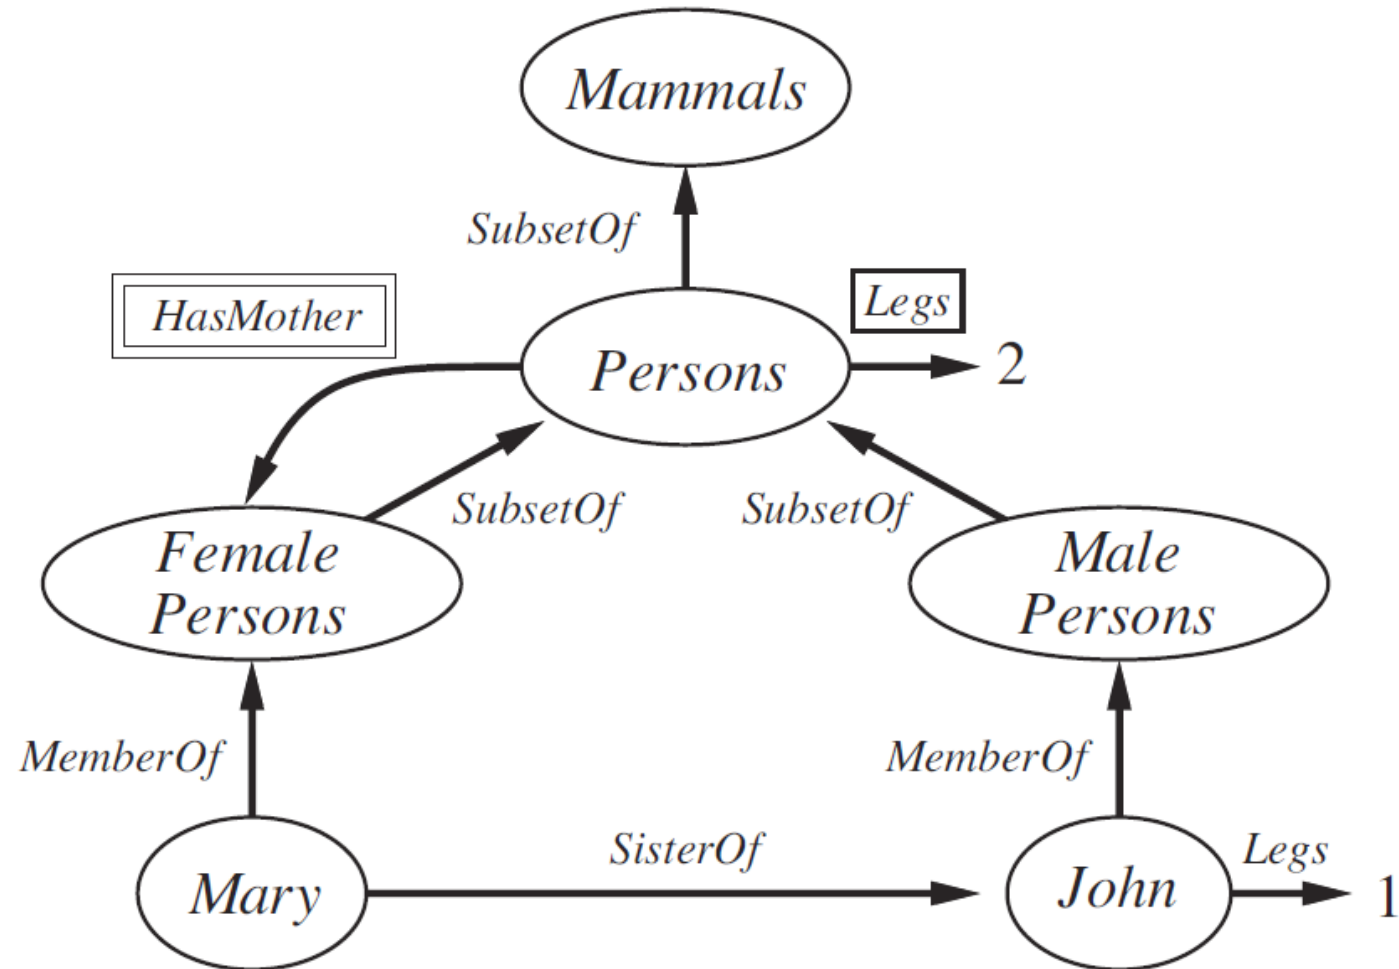 Mammals
SubsetOf
HasMother
Legs
Persons
2
SubsetOf
SubsetOf
Female
Persons
Male
Persons
MemberOf
MemberOf
SisterOf
Legs
Mary
John
1